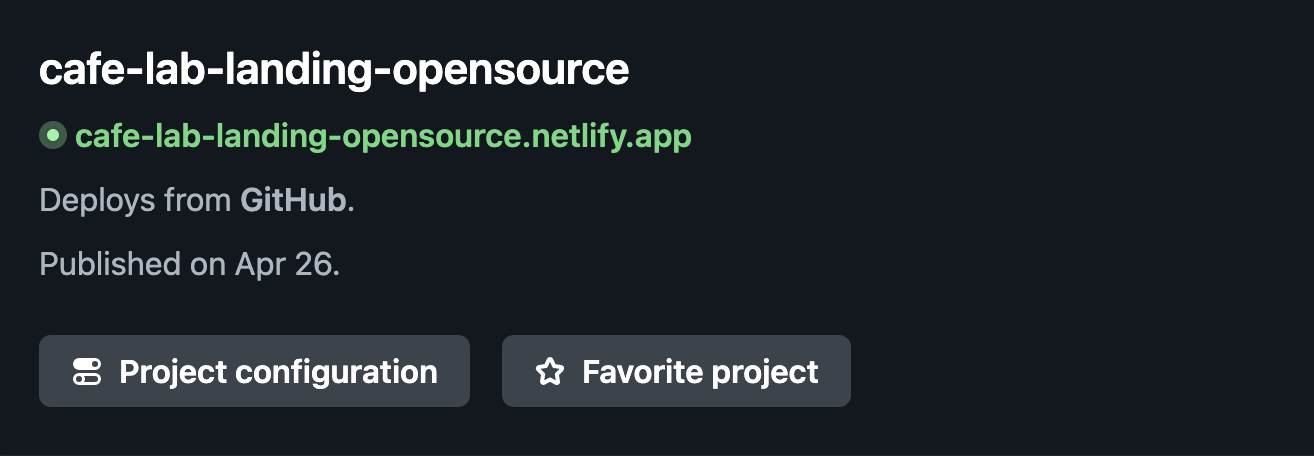 cafe-lab-landing-opensource
cafe-lab-landing-opensource.netlify.app
Deploys from GitHub.
Published on Apr 26.
Project configuration
Favorite project